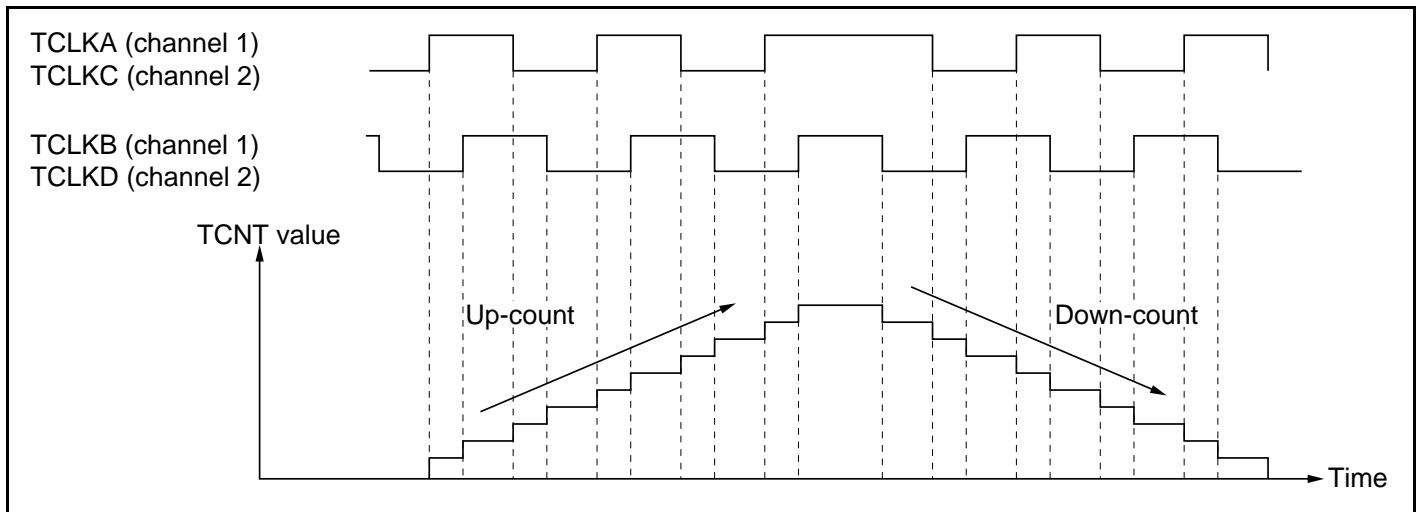 TCLKA (channel 1)
TCLKC (channel 2)
TCLKB (channel 1)
TCLKD (channel 2)
TCNT value
Up-count
Down-count
Time